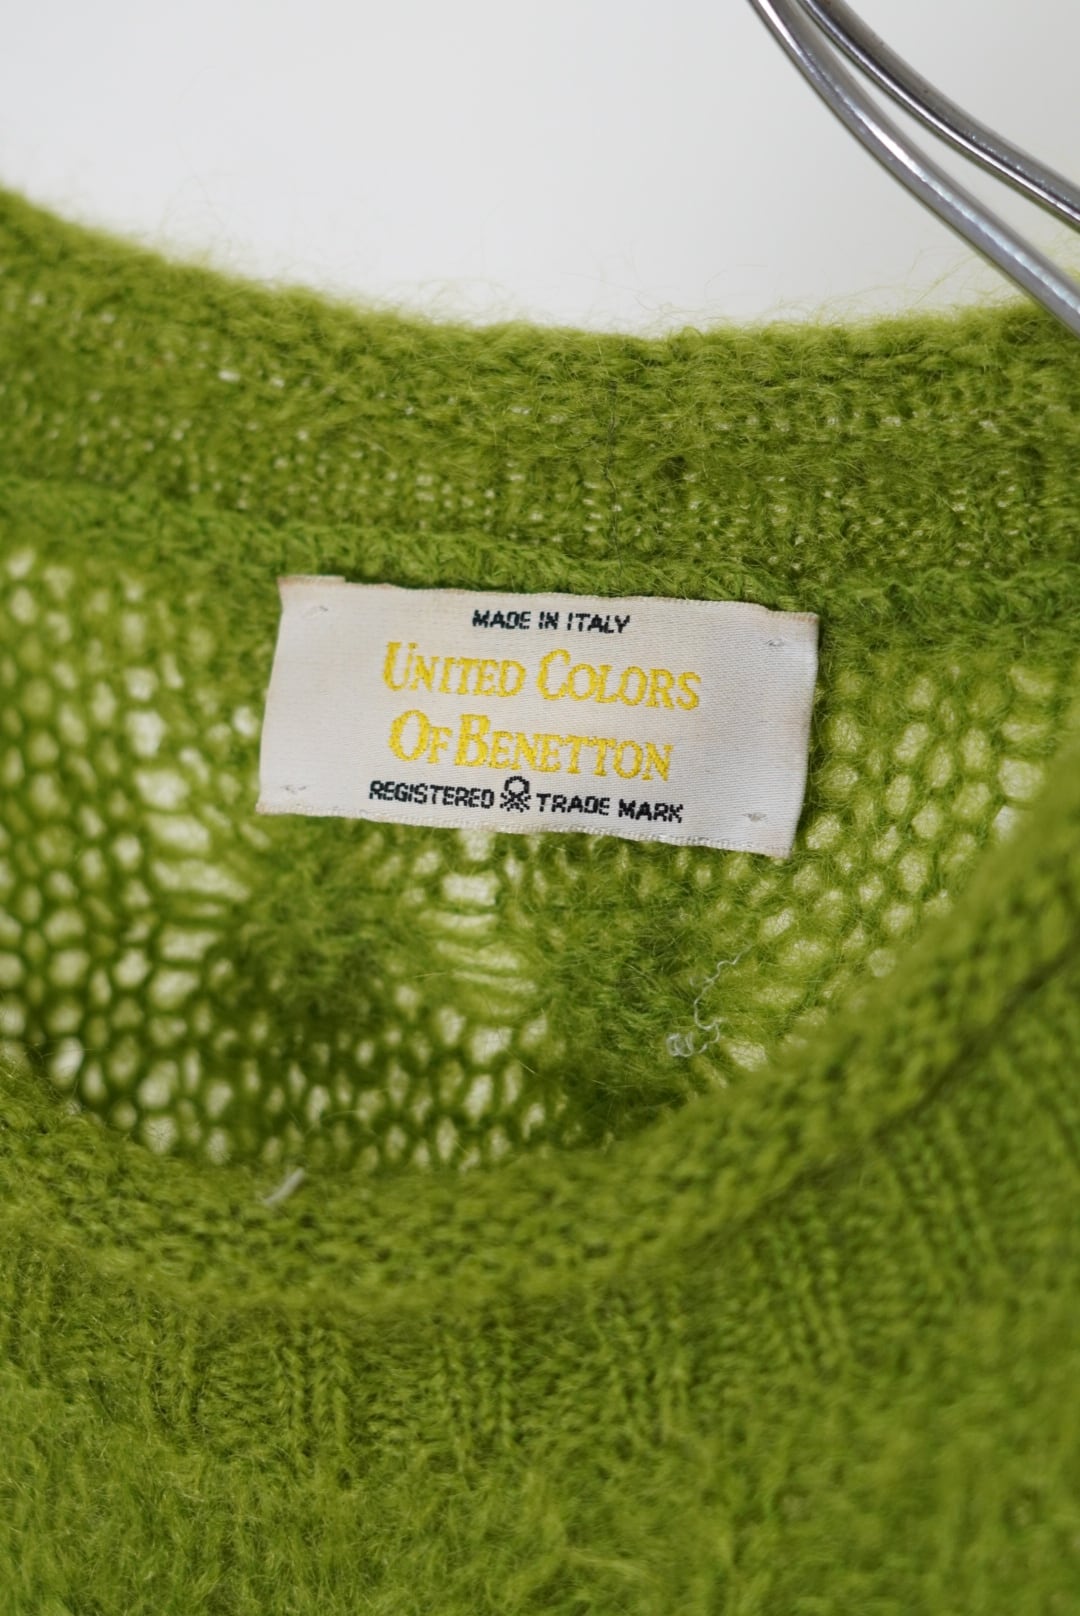 MADE IN ITALY
UNITED COLORS
OF BENETTON
REGISTERED TRADE MARK